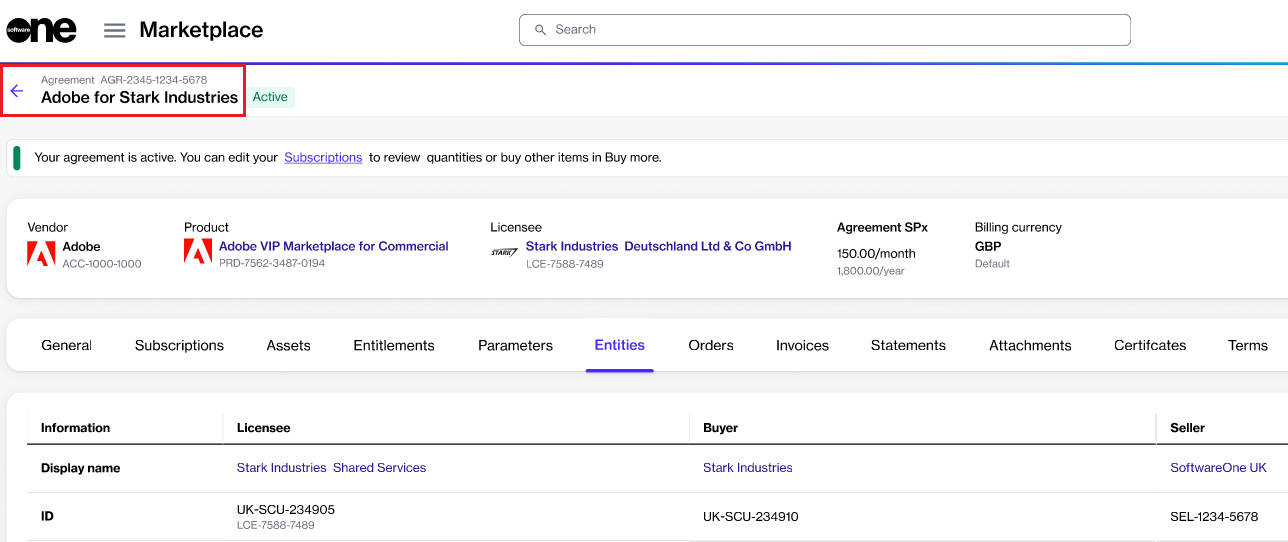 software one
Marketplace
Search
Agreement AGR-2345-1234-5678
Adobe for Stark Industries
Active
Your agreement is active. You can edit your Subscriptions to review quantities or buy other items in Buy more.
Vendor
Adobe
ACC-1000-1000
Product
Adobe VIP Marketplace for Commercial
PRD-7562-3487-0194
Licensee
STARK
Stark Industries Deutschland Ltd & Co GmbH
LCE-7588-7489
Agreement SPx
150.00/month
1,800.00/year
Billing currency
GBP
Default
General Subscriptions Assets Entitlements Parameters Entities Orders Invoices Statements Attachments Certifcates Terms
Information Licensee Buyer Seller
Display name Stark Industries Shared Services Stark Industries SoftwareOne UK
ID UK-SCU-234905 UK-SCU-234910 SEL-1234-5678
LCE-7588-7489